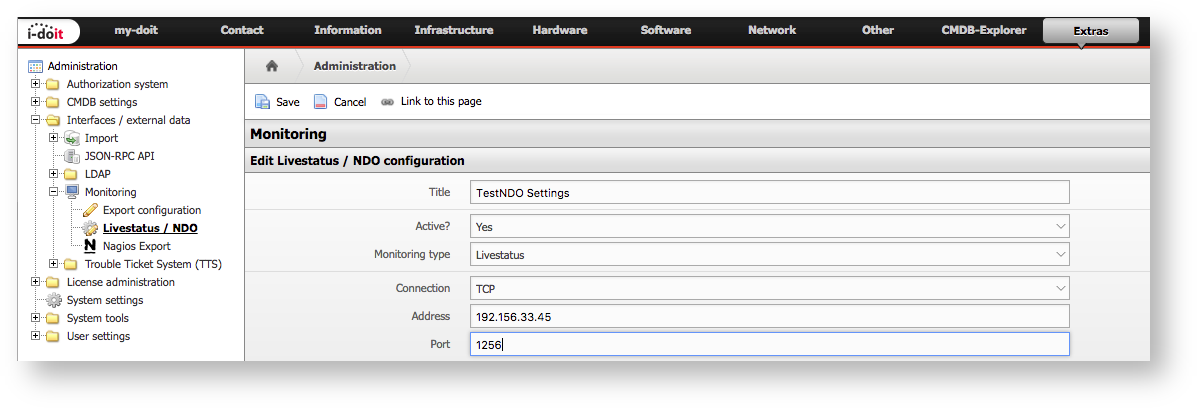 i-doit my-doit Contact Information Infrastructure Hardware Software Network Other CMDB-Explorer Extras
Administration
Authorization system
CMDB settings
Interfaces / external data
Import
JSON-RPC API
LDAP
Monitoring
Export configuration
Livestatus / NDO
Nagios Export
Trouble Ticket System (TTS)
License administration
System settings
System tools
User settings
Administration
Save Cancel Link to this page
Monitoring
Edit Livestatus / NDO configuration
Title TestNDO Settings
Active? Yes
Monitoring type Livestatus
Connection TCP
Address 192.156.33.45
Port 1256